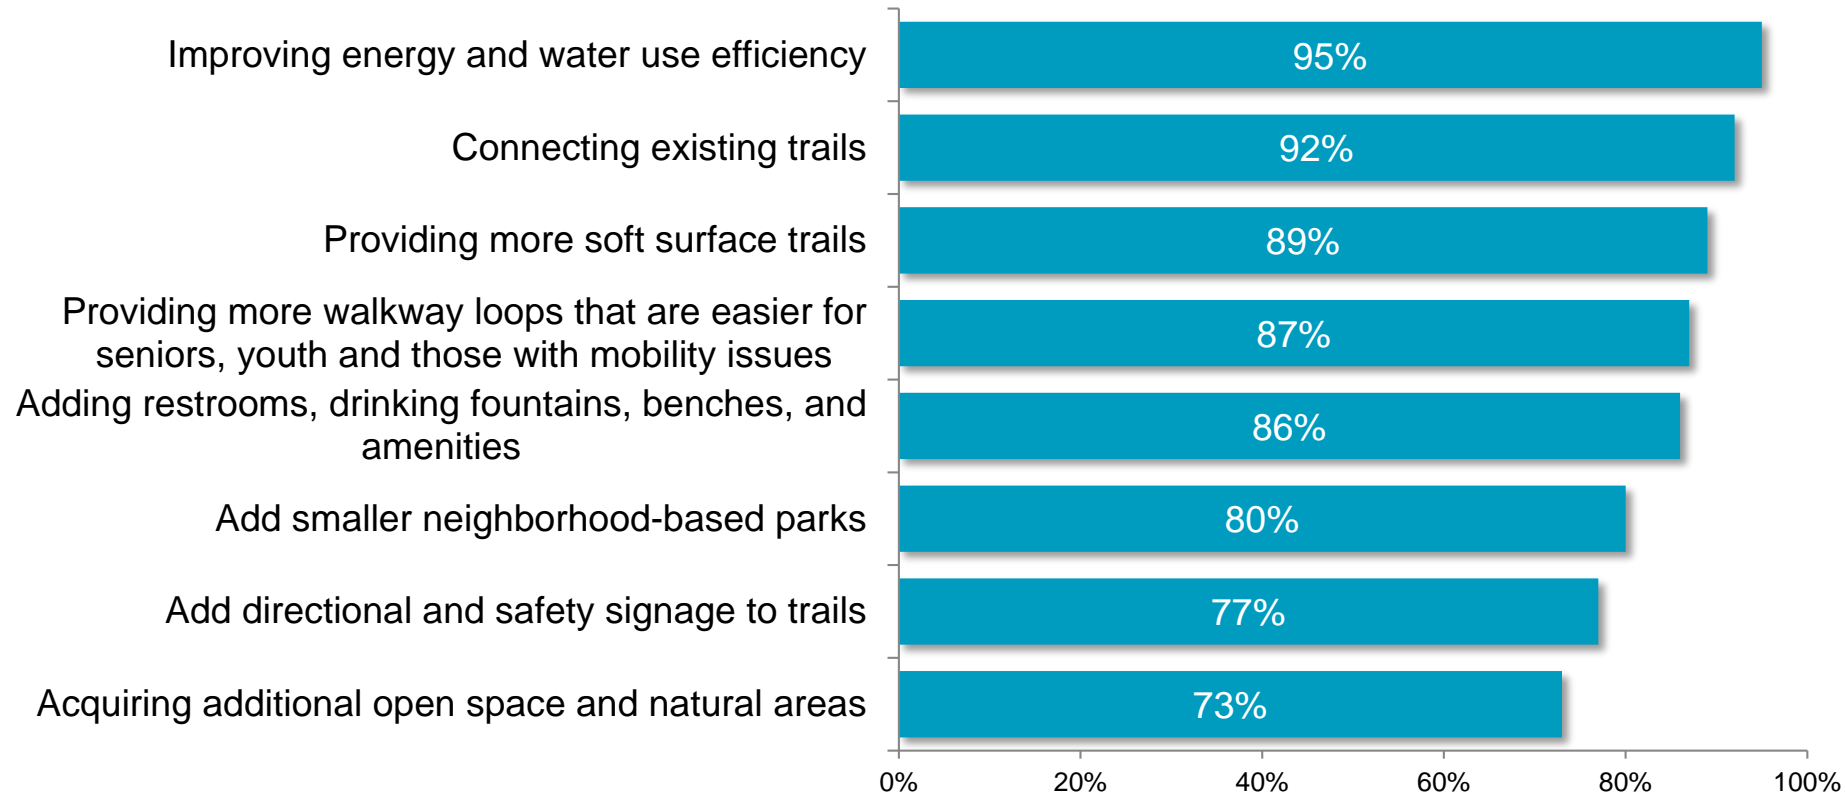 Improving energy and water use efficiency
95%
Connecting existing trails
92%
Providing more soft surface trails
89%
Providing more walkway loops that are easier for
seniors, youth and those with mobility issues
87%
Adding restrooms, drinking fountains, benches, and
amenities
86%
Add smaller neighborhood-based parks
80%
Add directional and safety signage to trails
77%
Acquiring additional open space and natural areas
73%
0% 20% 40% 60% 80% 100%